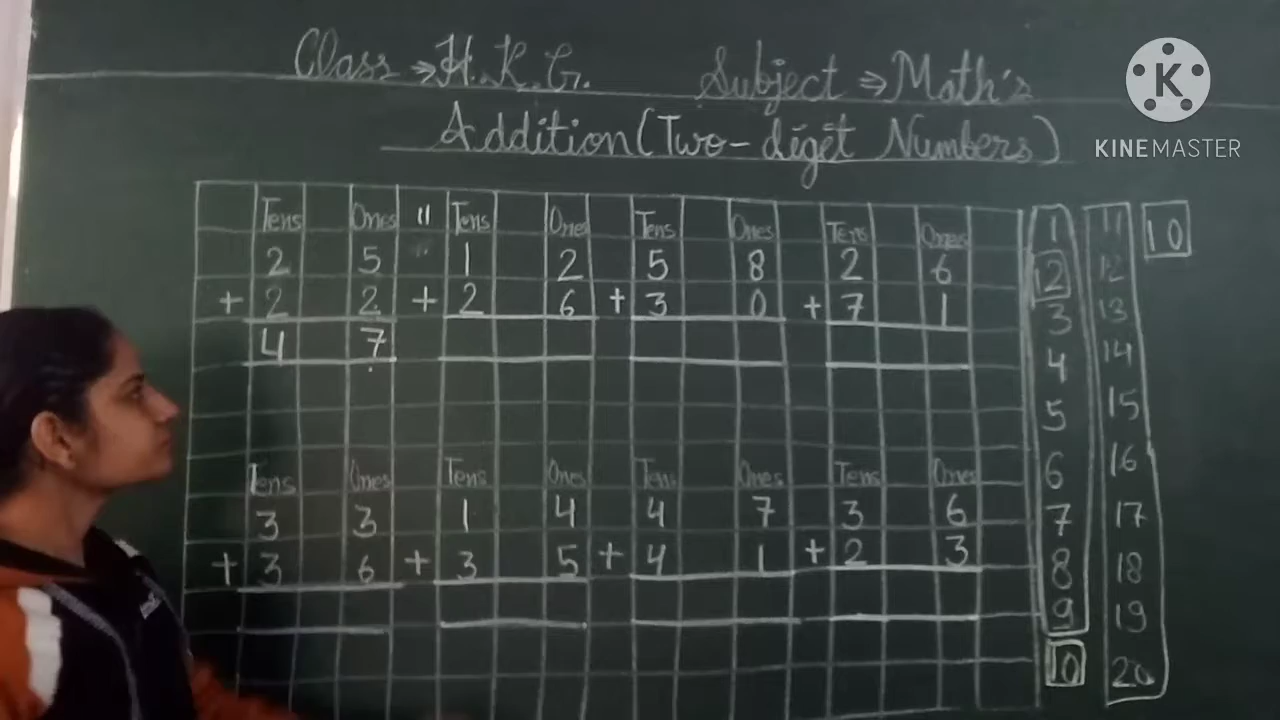 Class → H.K.G. Subject ⇒ Math's
Addition (Two-digit Numbers)
K
KINEMASTER
Tens Ones " Tens Ones Tens Ones Tens Ones
2 5 1 2 5 8 2 6
+ 2 2 + 2 6 + 3 0 + 7 1
4 7
Tens Ones Tens Ones Tens Ones Tens Ones
3 3 1 4 4 7 3 6
+ 3 6 + 3 5 + 4 1 + 2 3
1 11 10
12 12
3 13
4 14
5 15
6 16
7 17
8 18
9 19
10 20